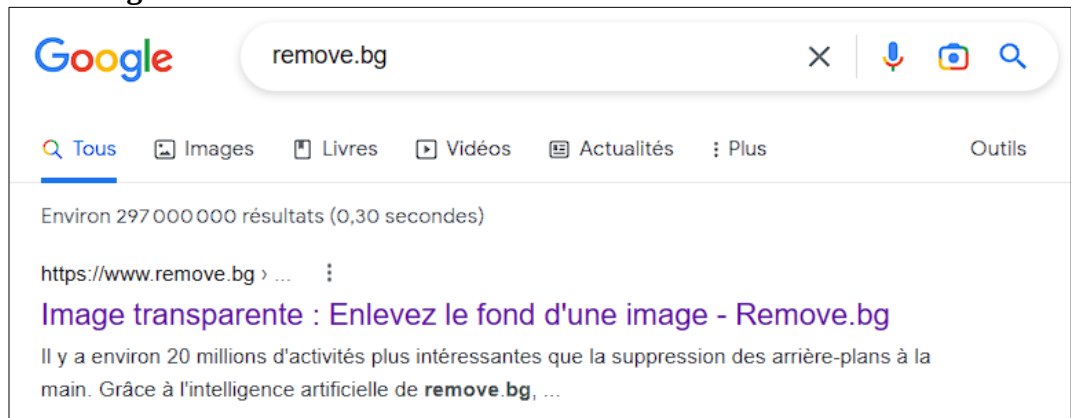 Google remove.bg
Tous Images Livres Vidéos Actualités Plus Outils
Environ 297 000 000 résultats (0,30 secondes)
https://www.remove.bg › ...
Image transparente : Enlevez le fond d'une image - Remove.bg
Il y a environ 20 millions d'activités plus intéressantes que la suppression des arrière-plans à la
main. Grâce à l'intelligence artificielle de remove.bg, ...